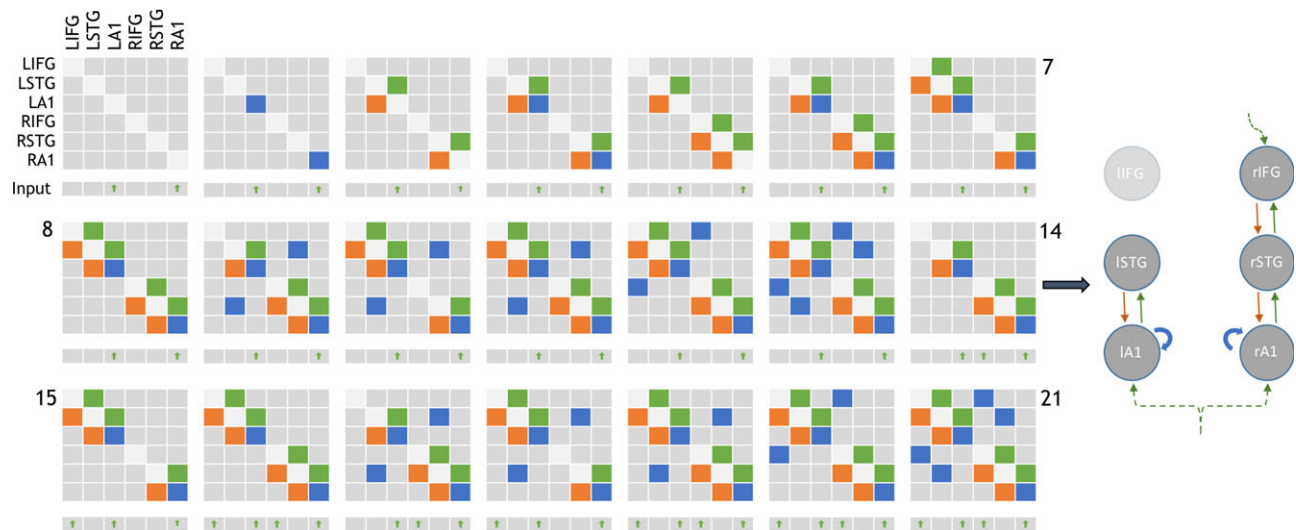 LIFG
LSTG
LA1
RIFG
RSTG
RA1
LIFG
LSTG
LA1
RIFG
RSTG
RA1
Input
7
8
14
15
21
lIFG
rIFG
lSTG
rSTG
lA1
rA1